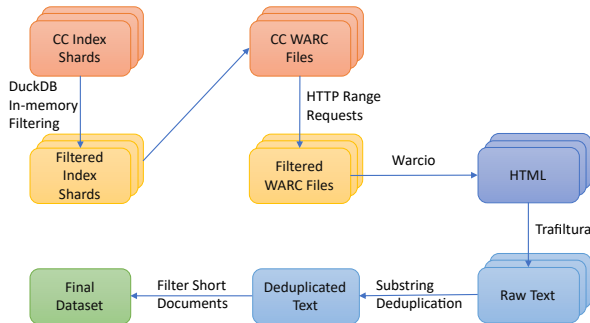 CC Index
Shards
CC WARC
Files
DuckDB
In-memory
Filtering
HTTP Range
Requests
Filtered
Index
Shards
Filtered
WARC Files
Warcio
HTML
Trafiltura
Final
Dataset
Filter Short
Documents
Deduplicated
Text
Substring
Deduplication
Raw Text